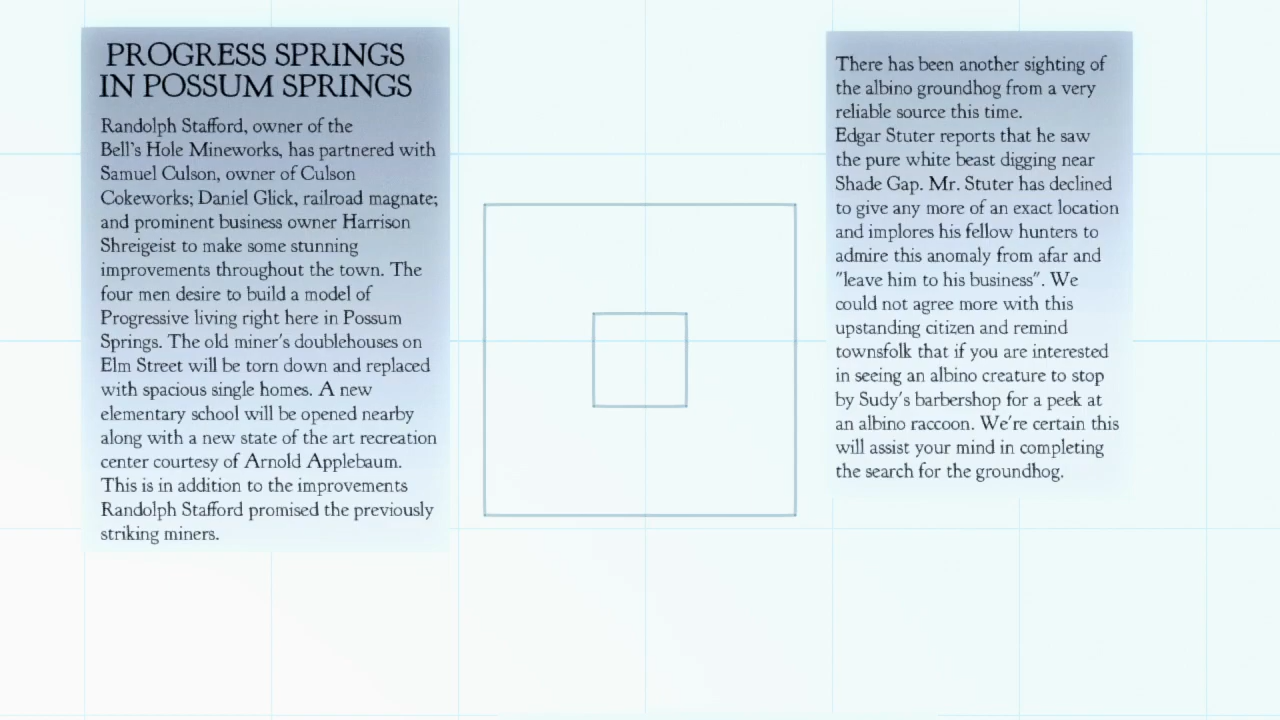 PROGRESS SPRINGS
IN POSSUM SPRINGS
Randolph Stafford, owner of the
Bell's Hole Mineworks, has partnered with
Samuel Culson, owner of Culson
Cokeworks; Daniel Glick, railroad magnate;
and prominent business owner Harrison
Shreigeist to make some stunning
improvements throughout the town. The
four men desire to build a model of
Progressive living right here in Possum
Springs. The old miner's doublehouses on
Elm Street will be torn down and replaced
with spacious single homes. A new
elementary school will be opened nearby
along with a new state of the art recreation
center courtesy of Arnold Applebaum.
This is in addition to the improvements
Randolph Stafford promised the previously
striking miners.
There has been another sighting of
the albino groundhog from a very
reliable source this time.
Edgar Stuter reports that he saw
the pure white beast digging near
Shade Gap. Mr. Stuter has declined
to give any more of an exact location
and implores his fellow hunters to
admire this anomaly from afar and
"leave him to his business". We
could not agree more with this
upstanding citizen and remind
townsfolk that if you are interested
in seeing an albino creature to stop
by Sudy's barbershop for a peek at
an albino raccoon. We're certain this
will assist your mind in completing
the search for the groundhog.